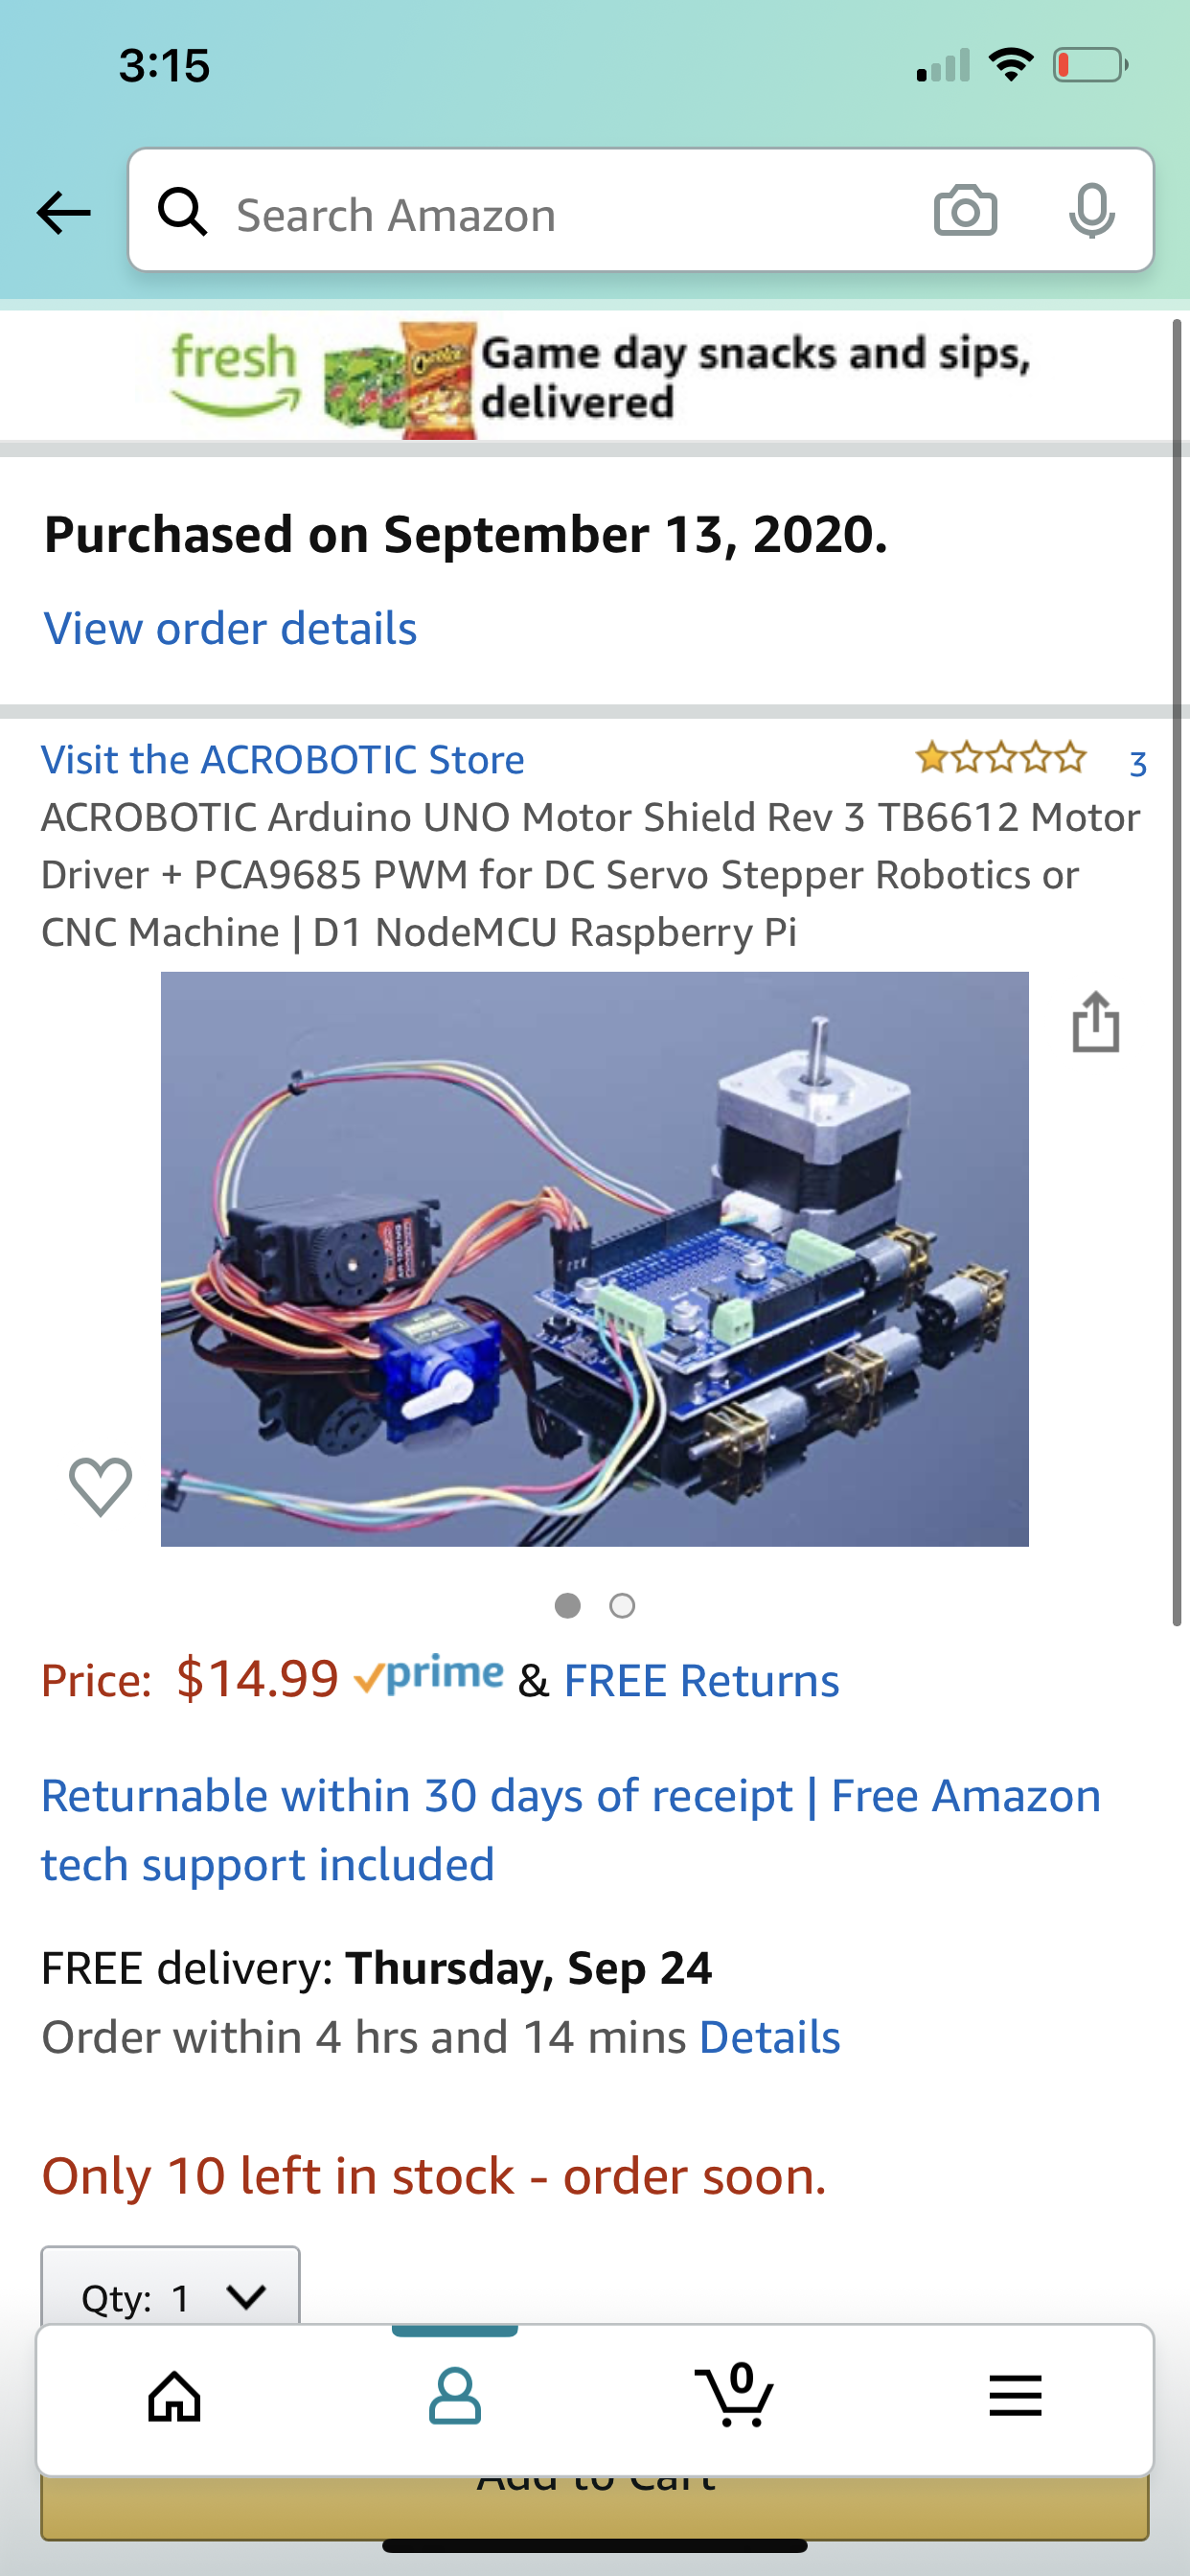 3:15
Search Amazon
fresh
Game day snacks and sips,
delivered
Purchased on September 13, 2020.
View order details
Visit the ACROBOTIC Store
3
ACROBOTIC Arduino UNO Motor Shield Rev 3 TB6612 Motor
Driver + PCA9685 PWM for DC Servo Stepper Robotics or
CNC Machine | D1 NodeMCU Raspberry Pi
Price: $14.99 prime & FREE Returns
Returnable within 30 days of receipt | Free Amazon
tech support included
FREE delivery: Thursday, Sep 24
Order within 4 hrs and 14 mins Details
Only 10 left in stock - order soon.
Qty: 1
0
Add to Cart